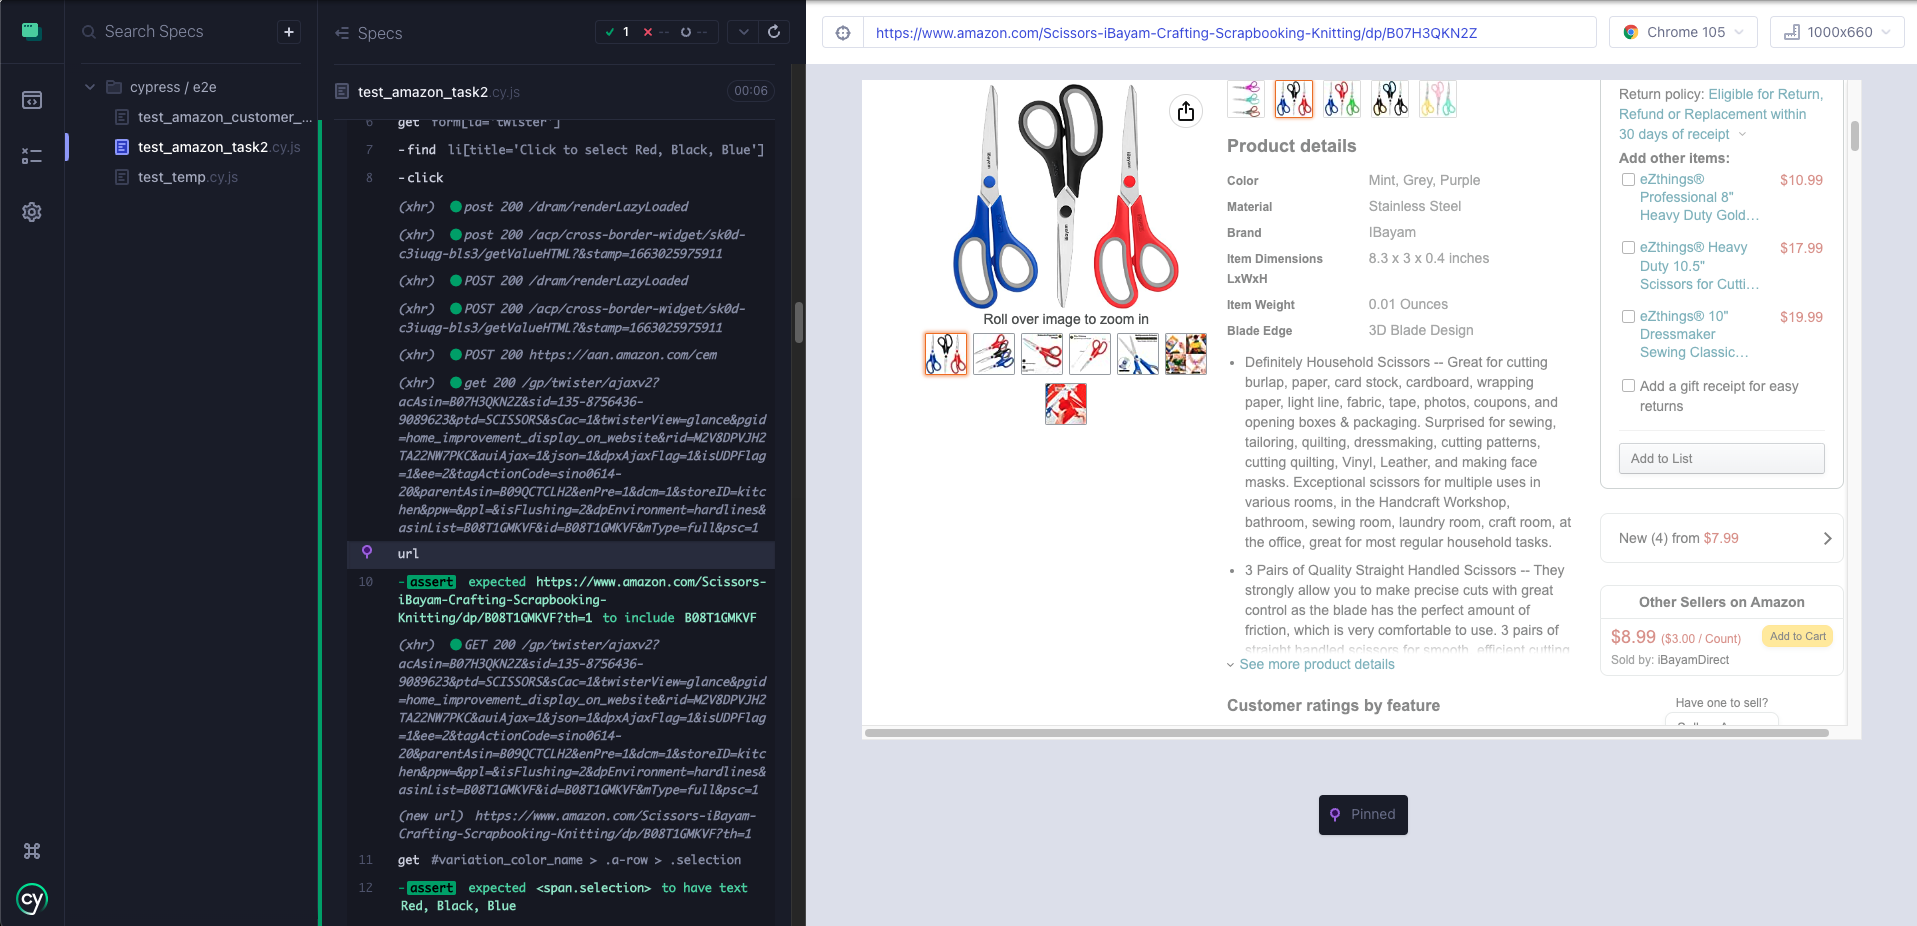 Search Specs
+
cypress / e2e
test_amazon_customer_...
test_amazon_task2.cy.js
test_temp.cy.js
cy
Specs
1
--
--
test_amazon_task2.cy.js
00:06
6 get form[id='twister']
7 -find li[title='Click to select Red, Black, Blue']
8 -click
(xhr) post 200 /dram/renderLazyLoaded
(xhr) post 200 /acp/cross-border-widget/sk0d-
c3iuqg-bls3/getValueHTML?&stamp=1663025975911
(xhr) POST 200 /dram/renderLazyLoaded
(xhr) POST 200 /acp/cross-border-widget/sk0d-
c3iuqg-bls3/getValueHTML?&stamp=1663025975911
(xhr) POST 200 https://aan.amazon.com/cem
(xhr) get 200 /gp/twister/ajaxv2?
acAsin=B07H3QKN2Z&sid=135-8756436-
9089623&ptd=SCISSORS&sCac=1&twisterView=glance&pgid
=home_improvement_display_on_website&rid=M2V8DPVJH2
TA22NW7PKC&auiAjax=1&json=1&dpxAjaxFlag=1&isUDPFlag
=1&ee=2&tagActionCode=sino0614-
20&parentAsin=B09QCTCLH2&enPre=1&dcm=1&storeID=kitc
hen&ppw=&ppl=&isFlushing=2&dpEnvironment=hardlines&
asinList=B08T1GMKVF&id=B08T1GMKVF&mType=full&psc=1
url
10 -assert expected https://www.amazon.com/Scissors-
iBayam-Crafting-Scrapbooking-
Knitting/dp/B08T1GMKVF?th=1 to include B08T1GMKVF
(xhr) GET 200 /gp/twister/ajaxv2?
acAsin=B07H3QKN2Z&sid=135-8756436-
9089623&ptd=SCISSORS&sCac=1&twisterView=glance&pgid
=home_improvement_display_on_website&rid=M2V8DPVJH2
TA22NW7PKC&auiAjax=1&json=1&dpxAjaxFlag=1&isUDPFlag
=1&ee=2&tagActionCode=sino0614-
20&parentAsin=B09QCTCLH2&enPre=1&dcm=1&storeID=kitc
hen&ppw=&ppl=&isFlushing=2&dpEnvironment=hardlines&
asinList=B08T1GMKVF&id=B08T1GMKVF&mType=full&psc=1
(new url) https://www.amazon.com/Scissors-iBayam-
Crafting-Scrapbooking-Knitting/dp/B08T1GMKVF?th=1
11 get #variation_color_name > .a-row > .selection
12 -assert expected <span.selection> to have text
Red, Black, Blue
https://www.amazon.com/Scissors-iBayam-Crafting-Scrapbooking-Knitting/dp/B07H3QKN2Z
Chrome 105
1000x660
Roll over image to zoom in
Product details
Color Mint, Grey, Purple
Material Stainless Steel
Brand IBayam
Item Dimensions 8.3 x 3 x 0.4 inches
LxWxH
Item Weight 0.01 Ounces
Blade Edge 3D Blade Design
Definitely Household Scissors -- Great for cutting
burlap, paper, card stock, cardboard, wrapping
paper, light line, fabric, tape, photos, coupons, and
opening boxes & packaging. Surprised for sewing,
tailoring, quilting, dressmaking, cutting patterns,
cutting quilting, Vinyl, Leather, and making face
masks. Exceptional scissors for multiple uses in
various rooms, in the Handcraft Workshop,
bathroom, sewing room, laundry room, craft room, at
the office, great for most regular household tasks.
3 Pairs of Quality Straight Handled Scissors -- They
strongly allow you to make precise cuts with great
control as the blade has the perfect amount of
friction, which is very comfortable to use. 3 pairs of
straight handled scissors for smooth, efficient cutting
See more product details
Customer ratings by feature
Return policy: Eligible for Return,
Refund or Replacement within
30 days of receipt
Add other items:
eZthings® $10.99
Professional 8"
Heavy Duty Gold…
eZthings® Heavy $17.99
Duty 10.5"
Scissors for Cutti…
eZthings® 10" $19.99
Dressmaker
Sewing Classic…
Add a gift receipt for easy
returns
Add to List
New (4) from $7.99
Other Sellers on Amazon
$8.99 ($3.00 / Count) Add to Cart
Sold by: iBayamDirect
Have one to sell?
Pinned